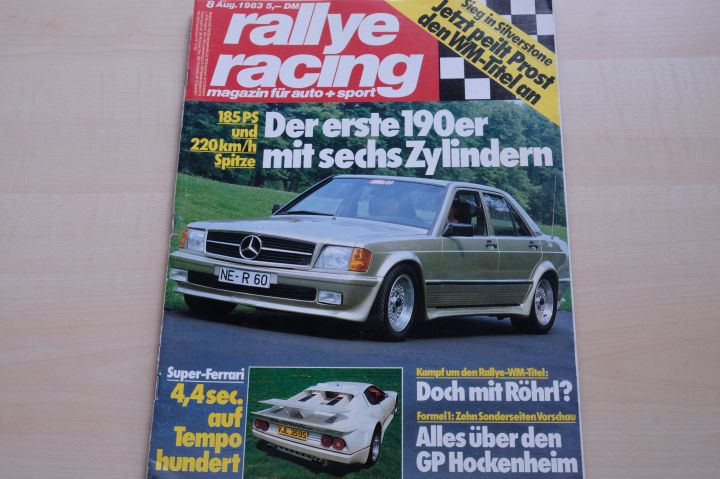 8 Aug. 1983 5,– DM
rallye
racing
magazin für auto + sport
Sieg in Silverstone
Jetzt peilt Prost
den WM-Titel an
185 PS
und
220 km/h
Spitze
Der erste 190er
mit sechs Zylindern
NE-R 60
Super-Ferrari
4,4 sec.
auf
Tempo
hundert
Kampf um den Rallye-WM-Titel:
Doch mit Röhrl?
Formel 1: Zehn Sonderseiten Vorschau
Alles über den
GP Hockenheim